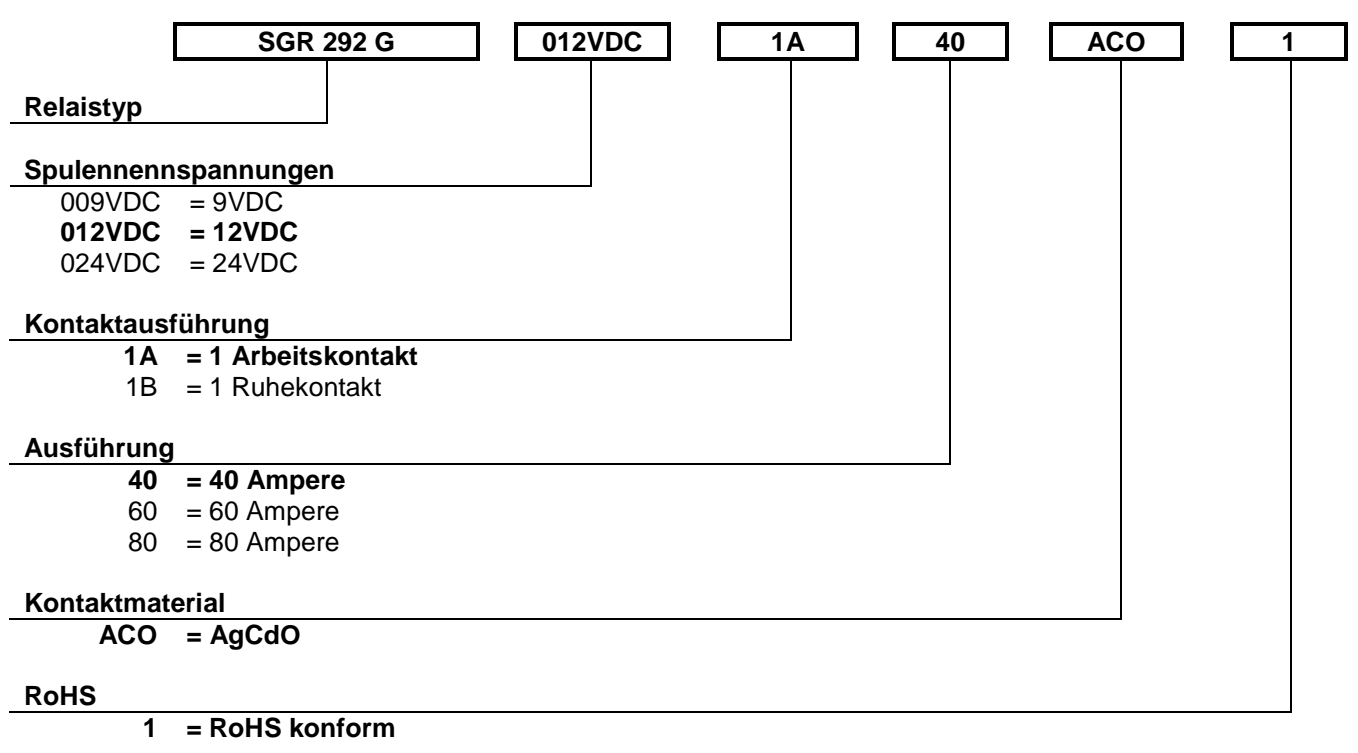 SGR 292 G 012VDC 1A 40 ACO 1
Relaistyp
Spulennennspannungen
009VDC = 9VDC
012VDC = 12VDC
024VDC = 24VDC
Kontaktausführung
1A = 1 Arbeitskontakt
1B = 1 Ruhekontakt
Ausführung
40 = 40 Ampere
60 = 60 Ampere
80 = 80 Ampere
Kontaktmaterial
ACO = AgCdO
RoHS
1 = RoHS konform